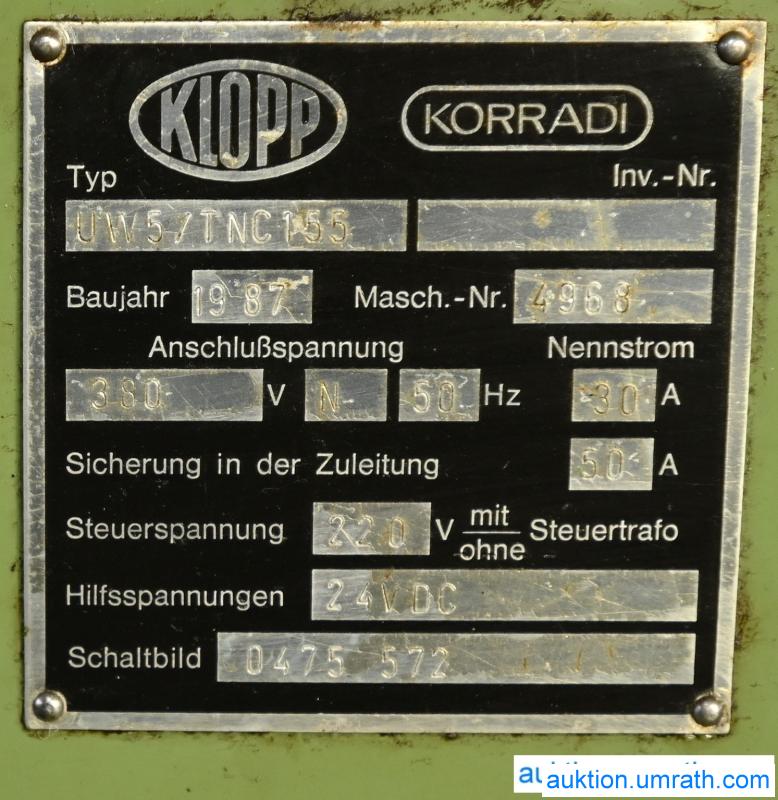 KLOPP KORRADI
Typ Inv.-Nr.
UW5/TNC155
Baujahr 1987 Masch.-Nr. 4968
Anschlußspannung Nennstrom
380 V N 50 Hz 30 A
Sicherung in der Zuleitung 50 A
Steuerspannung 220 V mit/ohne Steuertrafo
Hilfsspannungen 24VDC
Schaltbild 0475 572
auktion.umrath.com